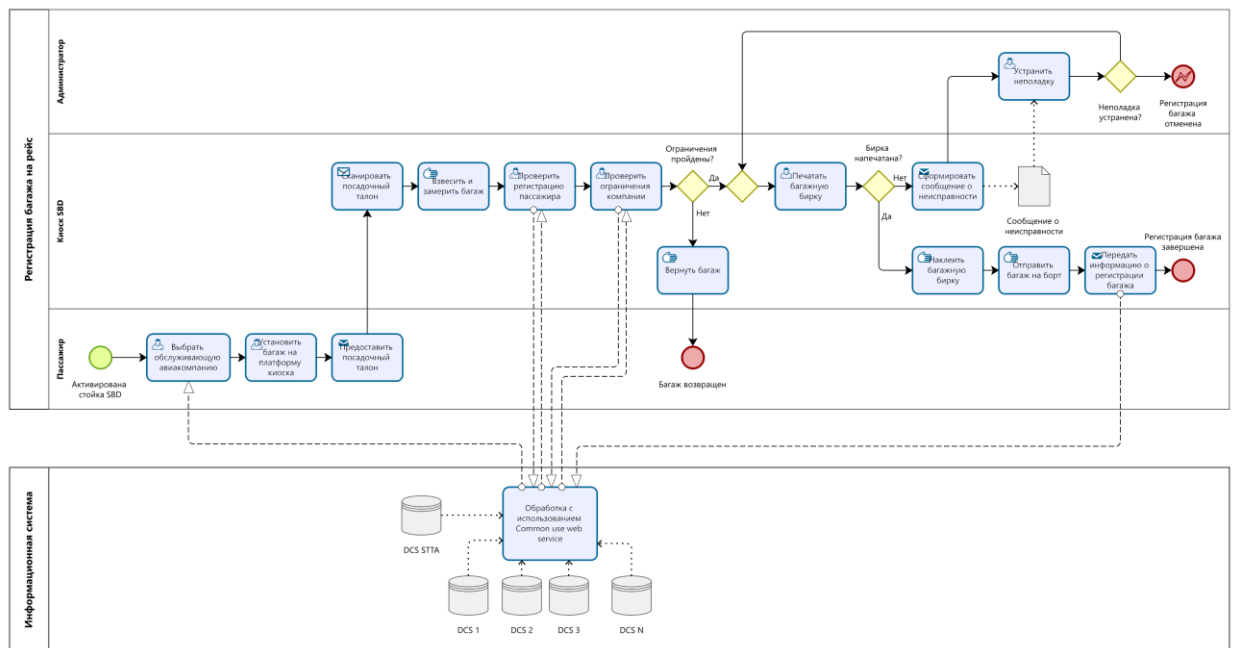 Регистрация багажа на рейс
Администратор
Устранить
неполадку
Неполадка
устранена?
Регистрация
багажа
отменена
Киоск SBD
Сканировать
посадочный
талон
Взвесить и
замерить багаж
Проверить
регистрацию
пассажира
Проверить
ограничения
компании
Ограничения
пройдены?
Да
Нет
Вернуть багаж
Печатать
багажную
бирку
Бирка
напечатана?
Нет
Да
Сформировать
сообщение о
неисправности
Сообщение о
неисправности
Наклеить
багажную
бирку
Отправить
багаж на борт
Передать
информацию о
регистрации
багажа
Регистрация багажа
завершена
Пассажир
Активирована
стойка SBD
Выбрать
обслуживающую
авиакомпанию
Установить
багаж на
платформу
киоска
Предоставить
посадочный
талон
Багаж возвращен
Информационная система
Обработка с
использованием
Common use web
service
DCS STTA
DCS 1
DCS 2
DCS 3
DCS N